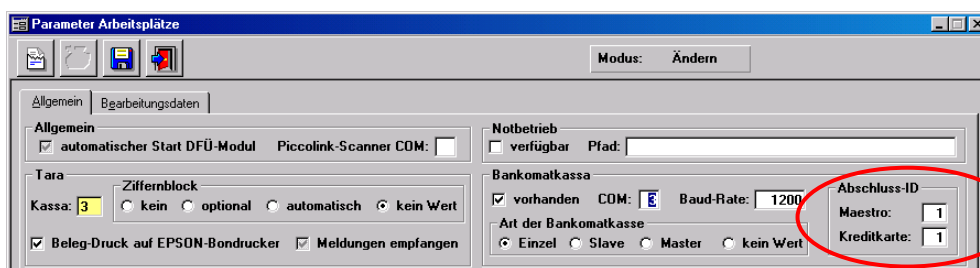 Parameter Arbeitsplätze
Modus: Ändern
Allgemein Bearbeitungsdaten
Allgemein
automatischer Start DFÜ-Modul Piccolink-Scanner COM:
Notbetrieb
verfügbar Pfad:
Tara
Kassa: 3
Ziffernblock
kein optional automatisch kein Wert
Beleg-Druck auf EPSON-Bondrucker Meldungen empfangen
Bankomatkassa
vorhanden COM: 3 Baud-Rate: 1200
Art der Bankomatkasse
Einzel Slave Master kein Wert
Abschluss-ID
Maestro: 1
Kreditkarte: 1